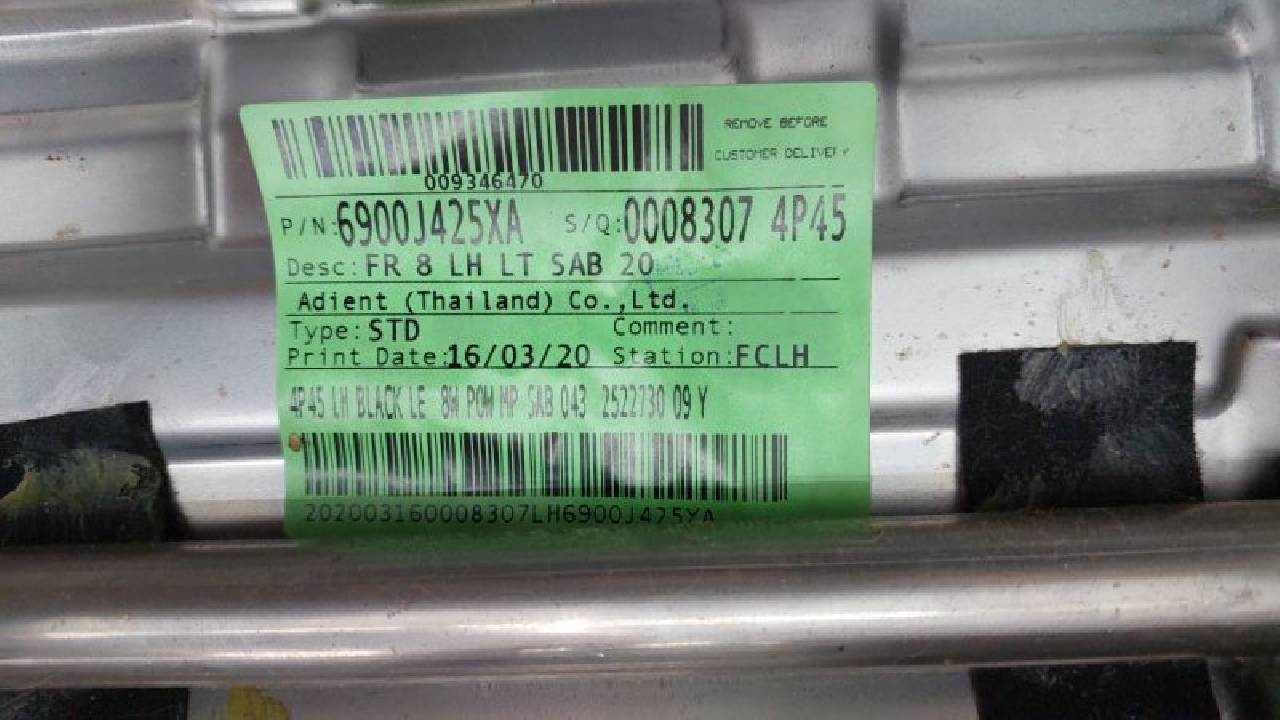 REMOVE BEFORE
CUSTOMER DELIVERY
009346470
P/N:6900J425XA S/Q:0008307 4P45
Desc:FR 8 LH LT SAB 20
Adient (Thailand) Co.,Ltd.
Type:STD Comment:
Print Date:16/03/20 Station:FCLH
4P45 LH BLACK LE 8W POW MP SAB 043 2522730 09 Y
202003160008307LH6900J425XA